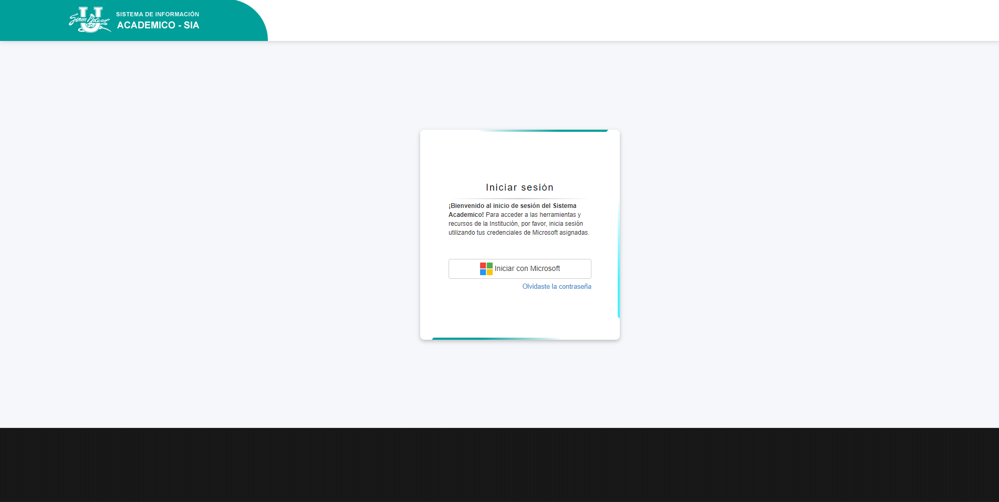 Simon Bolivar
U
SISTEMA DE INFORMACIÓN
ACADEMICO - SIA
Iniciar sesión
¡Bienvenido al inicio de sesión del Sistema
Academico! Para acceder a las herramientas y
recursos de la Institución, por favor, inicia sesión
utilizando tus credenciales de Microsoft asignadas.
Iniciar con Microsoft
Olvidaste la contraseña